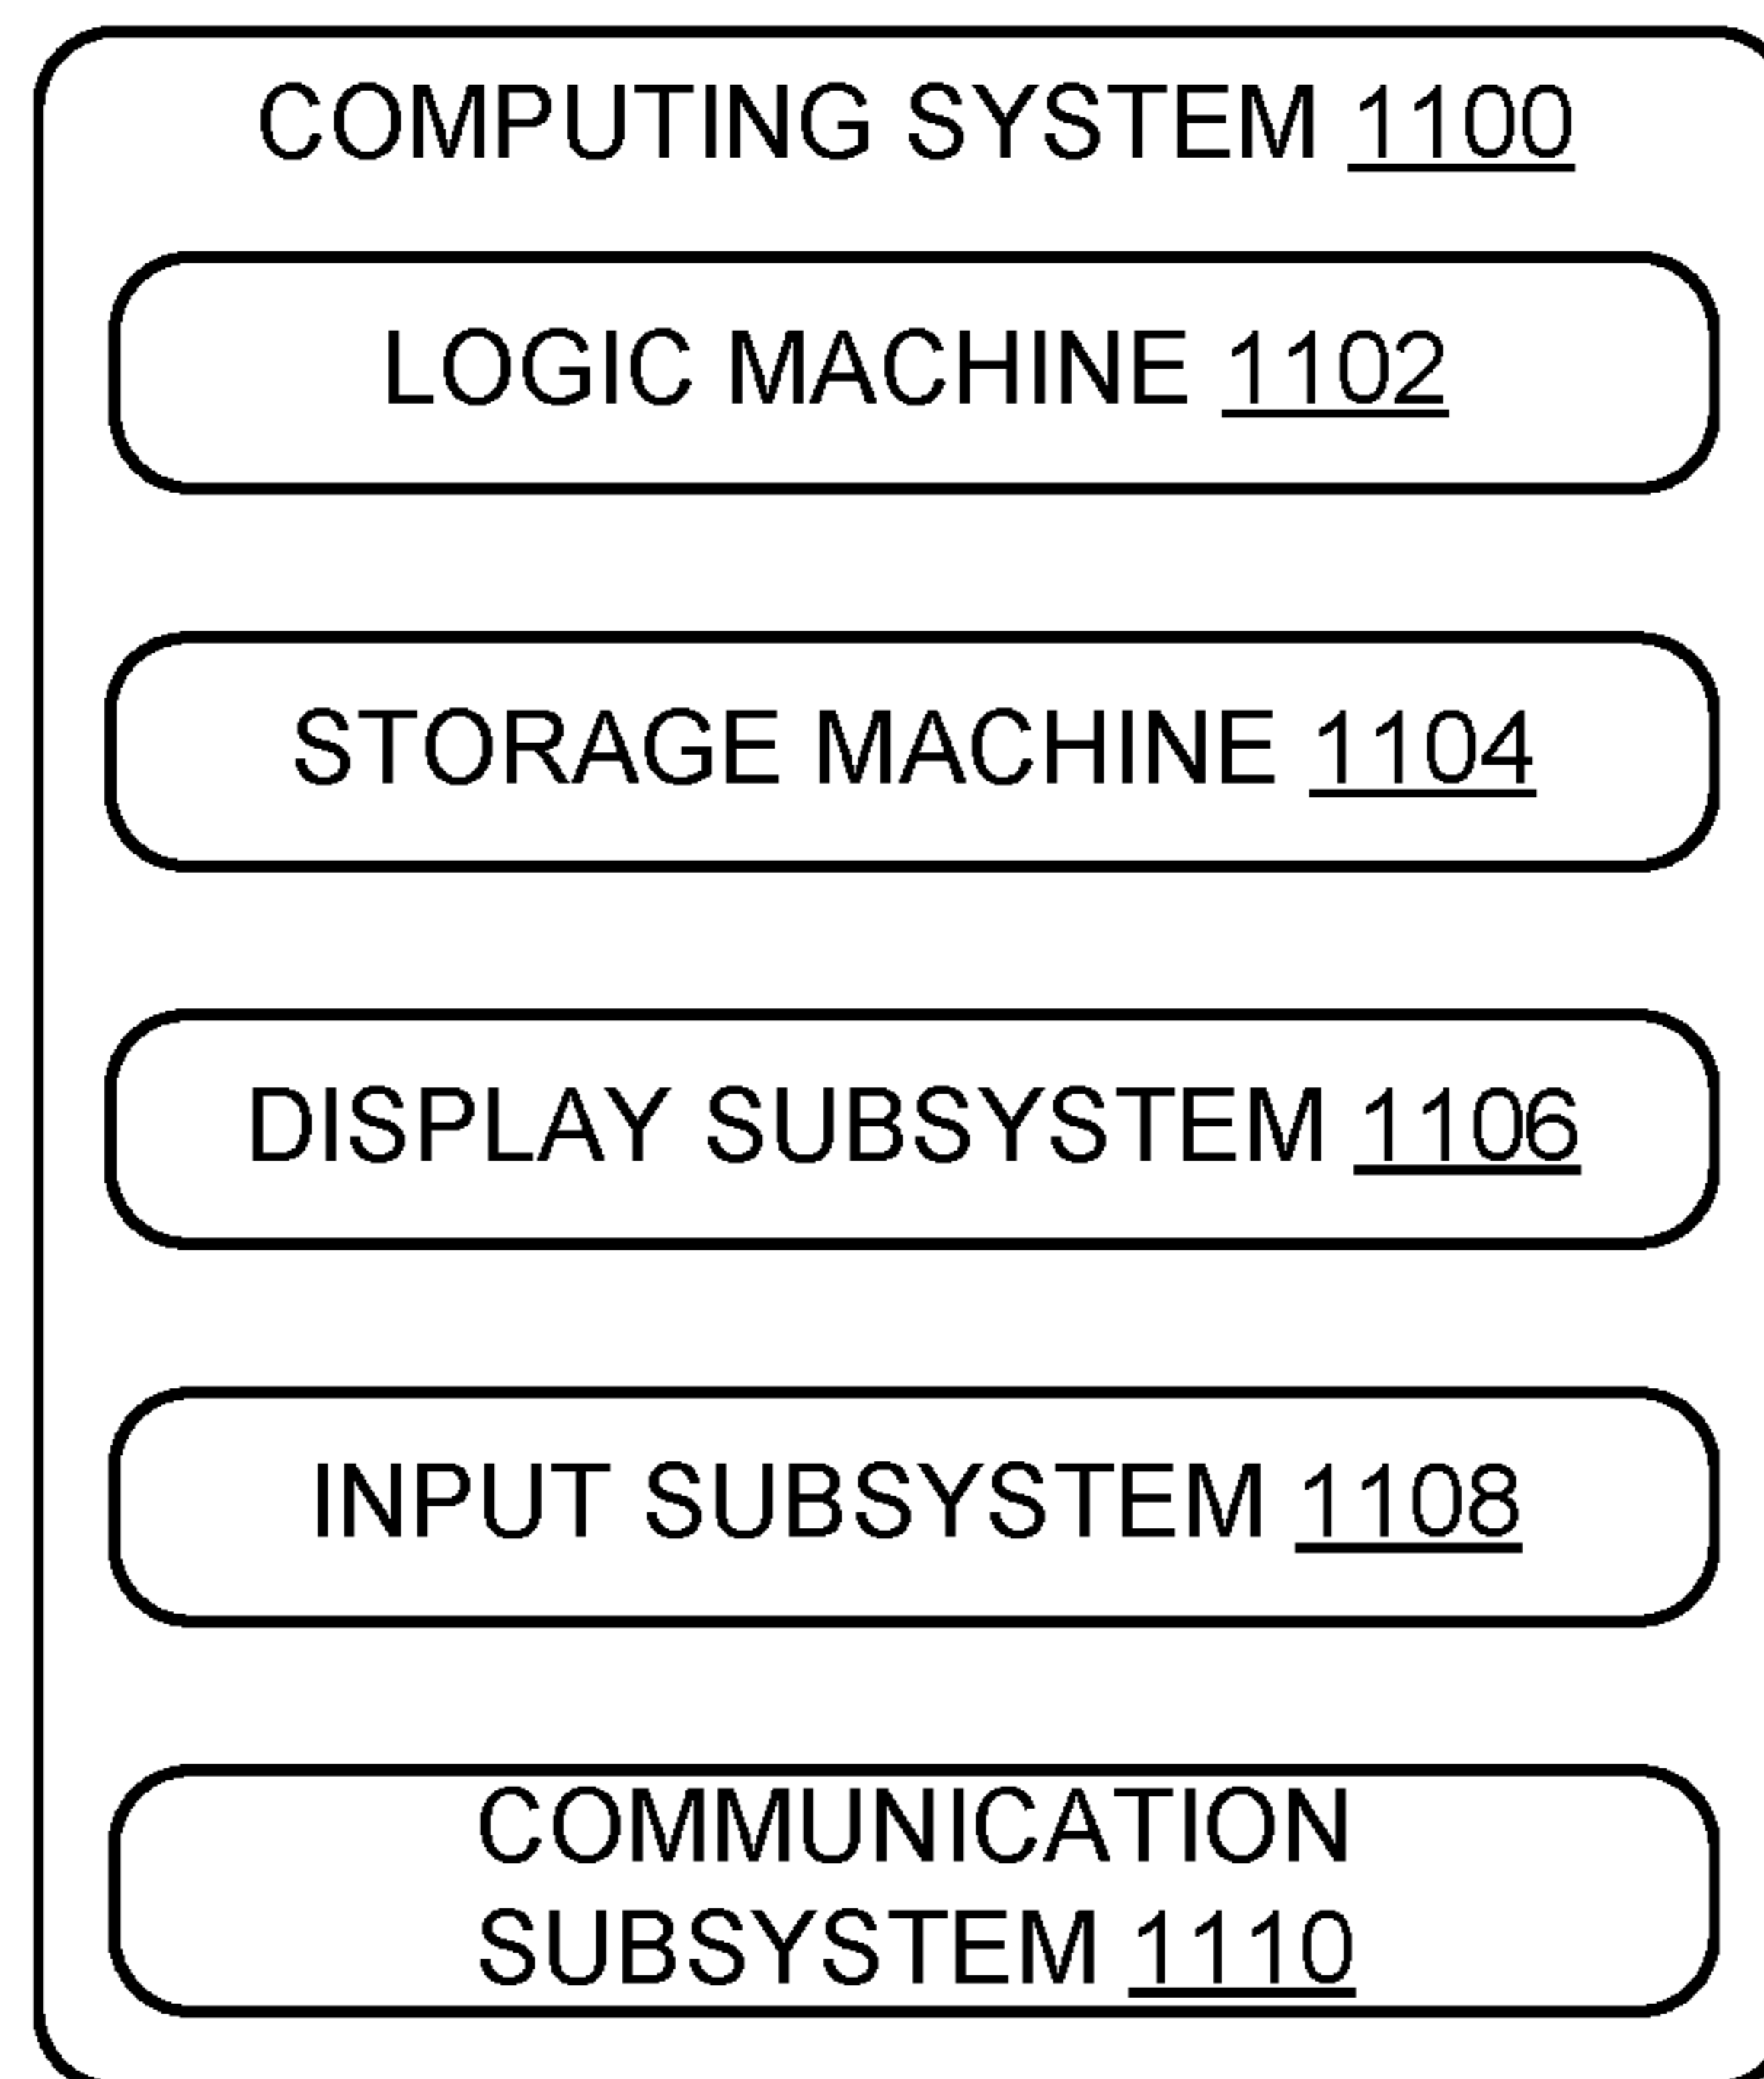 COMPUTING SYSTEM 1100
LOGIC MACHINE 1102
STORAGE MACHINE 1104
DISPLAY SUBSYSTEM 1106
INPUT SUBSYSTEM 1108
COMMUNICATION
SUBSYSTEM 1110